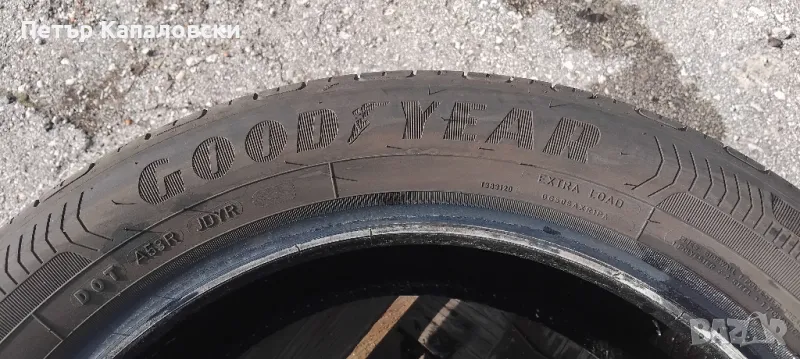 Петър Капаловски
GOODYEAR
DOT A53R JDYR
EXTRA LOAD
BAZAR